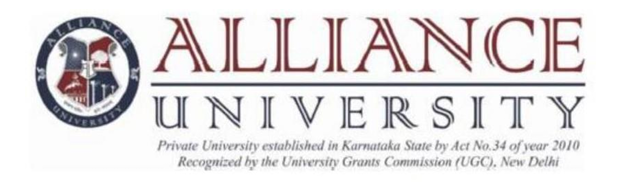 ALLIANCE
UNIVERSITY
ALLIANCE
UNIVERSITY
Private University established in Karnataka State by Act No.34 of year 2010
Recognized by the University Grants Commission (UGC), New Delhi